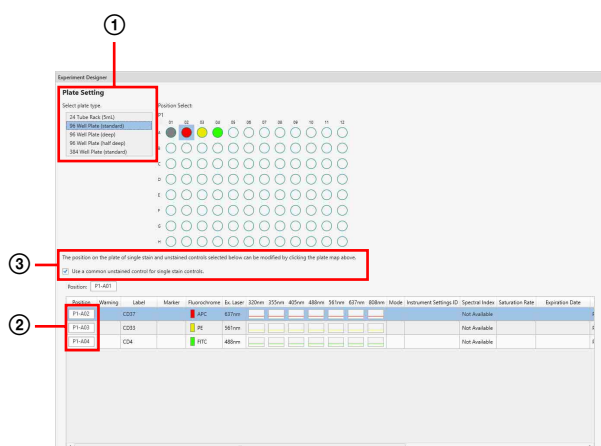 ①
Experiment Designer
Plate Setting
Select plate type. Position Select:
24 Tube Rack (5mL) P1
96 Well Plate (standard) 01 02 03 04 05 06 07 08 09 10 11 12
96 Well Plate (deep) A
96 Well Plate (half deep) B
384 Well Plate (standard) C
D
E
F
G
H
③
The position on the plate of single stain and unstained controls selected below can be modified by clicking the plate map above.
Use a common unstained control for single stain controls.
Position: P1-A01
②
Position Warning Label Marker Fluorochrome Ex. Laser 320nm 355nm 405nm 488nm 561nm 637nm 808nm Mode Instrument Settings ID Spectral Index Saturation Rate Expiration Date
P1-A02 CD37 APC 637nm Not Available
P1-A03 CD33 PE 561nm Not Available
P1-A04 CD4 FITC 488nm Not Available